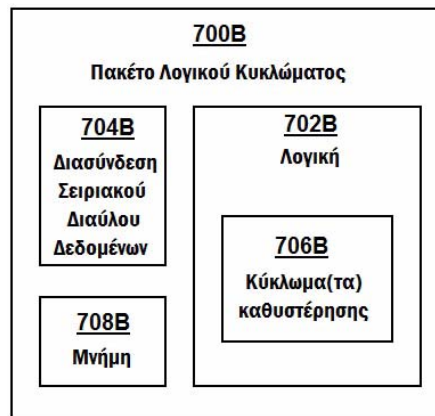 700B
Πακέτο Λογικού Κυκλώματος
704B
Διασύνδεση
Σειριακού
Διαύλου
Δεδομένων
702B
Λογική
706B
Κύκλωμα(τα)
καθυστέρησης
708B
Μνήμη